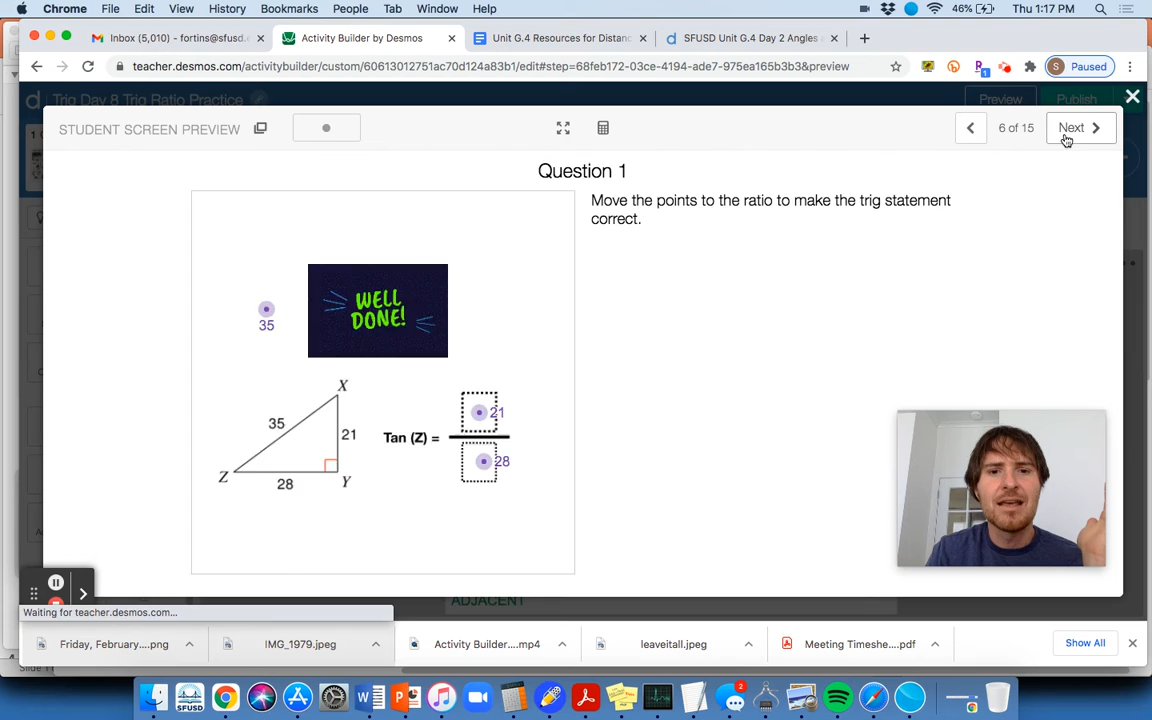 Chrome File Edit View History Bookmarks People Tab Window Help
46% Thu 1:17 PM
Inbox (5,010) - fortins@sfusd.e
Activity Builder by Desmos
Unit G.4 Resources for Distanc
SFUSD Unit G.4 Day 2 Angles
teacher.desmos.com/activitybuilder/custom/60613012751ac70d124a83b1/edit#step=68feb172-03ce-4194-ade7-975ea165b3b3&preview
1
S Paused
Trig Day 8 Trig Ratio Practice
Preview
Publish
STUDENT SCREEN PREVIEW
6 of 15
Next
Question 1
Move the points to the ratio to make the trig statement
correct.
WELL
DONE!
35
X
35
21
Z
28
Y
Tan (Z) =
21
28
Waiting for teacher.desmos.com...
ADJACENT
Friday, February....png
IMG_1979.jpeg
Activity Builder...mp4
leaveitall.jpeg
Meeting Timeshe....pdf
Show All
SFUSD
2